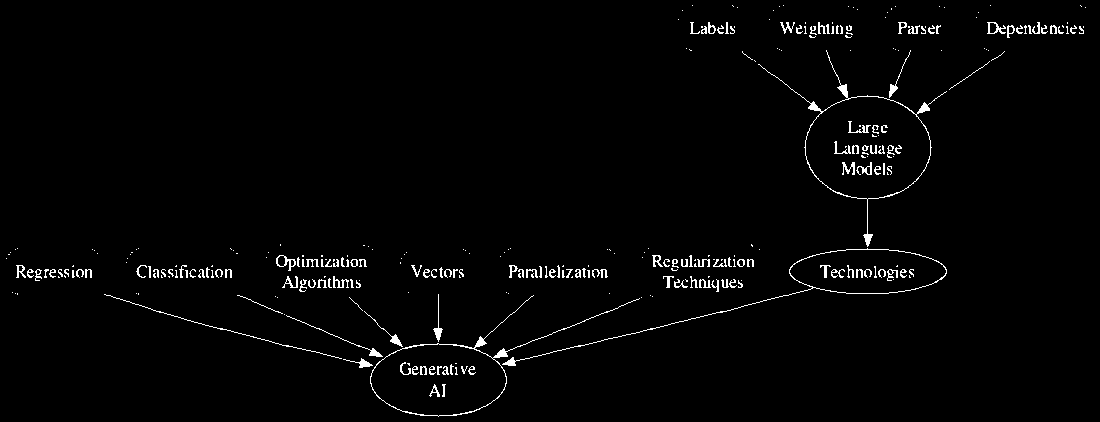 Labels
Weighting
Parser
Dependencies
Large
Language
Models
Regression
Classification
Optimization
Algorithms
Vectors
Parallelization
Regularization
Techniques
Technologies
Generative
AI